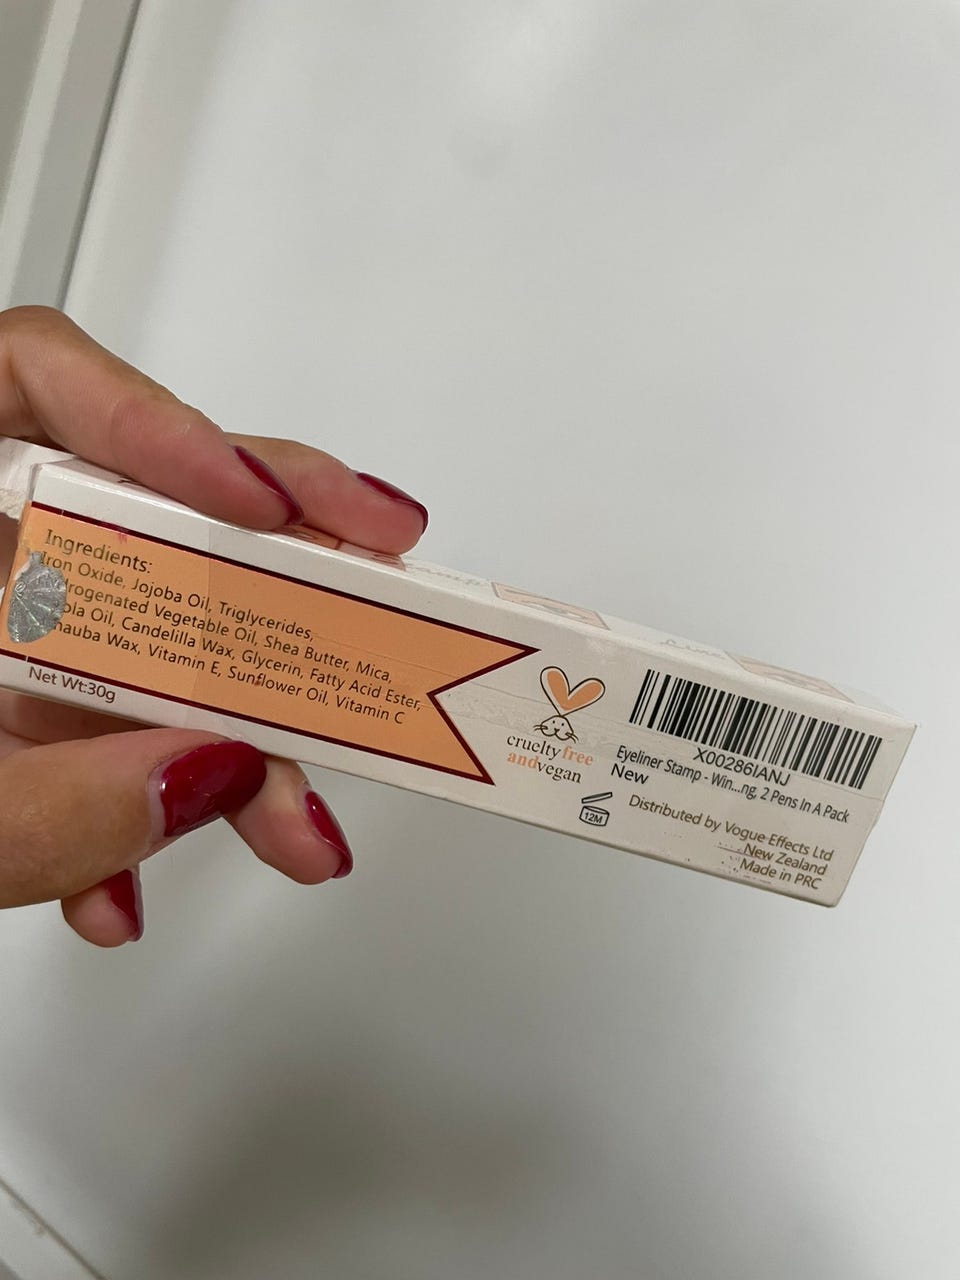 Ingredients:
Iron Oxide, Jojoba Oil, Triglycerides,
Vegetable Oil, Shea Butter, Mica,
Oil, Candelilla Wax, Glycerin, Fatty Acid Ester,
Wax, Vitamin E, Sunflower Oil, Vitamin C
Net Wt:30g
cruelty free
and vegan
12M
X00286IANJ
Eyeliner Stamp - Win...ng, 2 Pens In A Pack
New
Distributed by Vogue Effects Ltd
New Zealand
Made in PRC